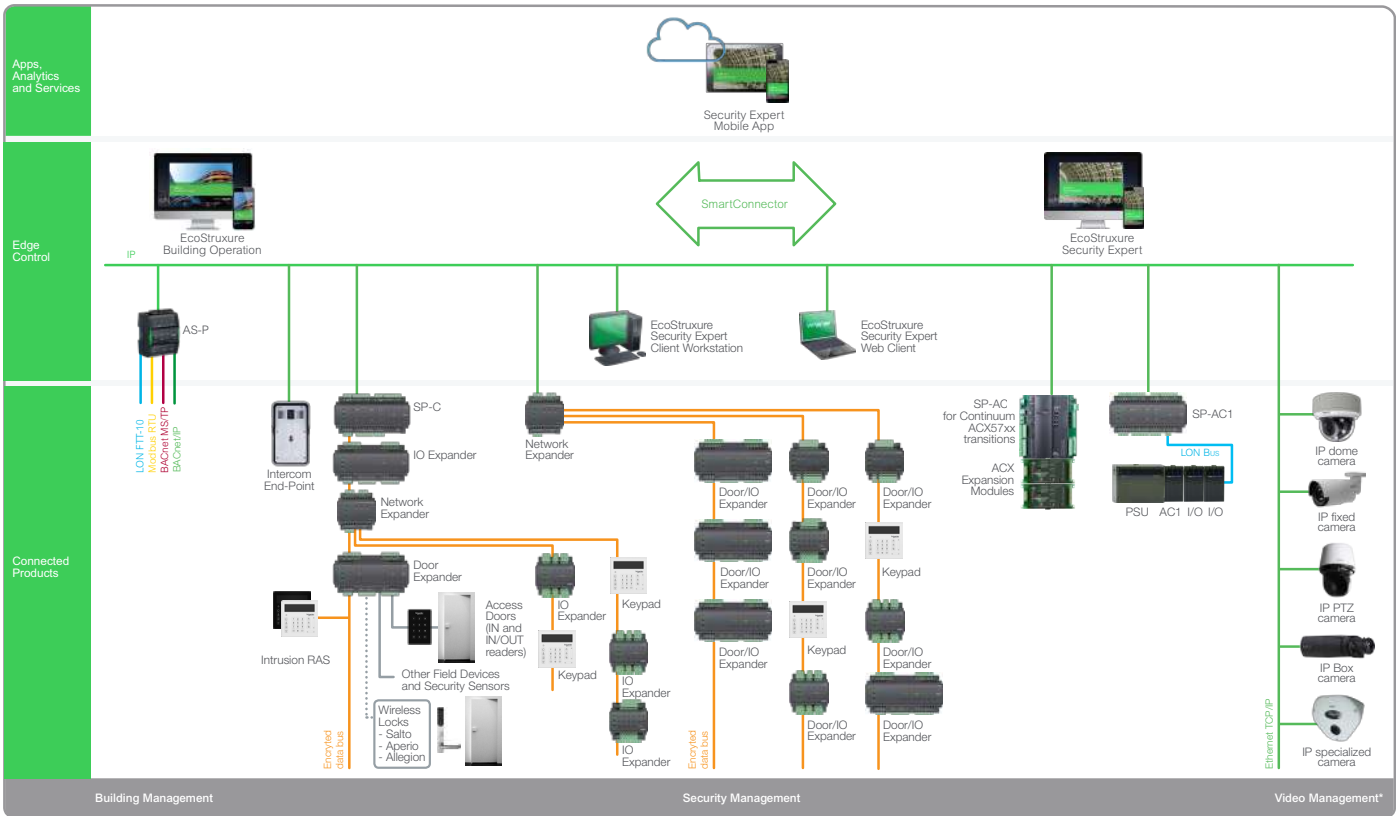 Apps,
Analytics
and Services
Security Expert
Mobile App
Edge
Control
EcoStruxure
Building Operation
SmartConnector
EcoStruxure
Security Expert
IP
AS-P
EcoStruxure
Security Expert
Client Workstation
www
EcoStruxure
Security Expert
Web Client
Connected
Products
LON FTT-10
Modbus RTU
BACnet MS/TP
BACnet/IP
Intercom
End-Point
SP-C
IO Expander
Network
Expander
Door
Expander
Intrusion RAS
Access
Doors
(IN and
IN/OUT
readers)
Other Field Devices
and Security Sensors
Wireless
Locks
- Salto
- Aperio
- Allegion
Encryted
data bus
IO
Expander
Keypad
Keypad
IO
Expander
IO
Expander
Network
Expander
Door/IO
Expander
Door/IO
Expander
Door/IO
Expander
Encryted
data bus
Door/IO
Expander
Door/IO
Expander
Keypad
Door/IO
Expander
Door/IO
Expander
Keypad
Door/IO
Expander
Door/IO
Expander
SP-AC
for Continuum
ACX57xx
transitions
ACX
Expansion
Modules
SP-AC1
LON Bus
PSU AC1 I/O I/O
Ethernet TCP/IP
IP dome
camera
IP fixed
camera
IP PTZ
camera
IP Box
camera
IP specialized
camera
Building Management
Security Management
Video Management*